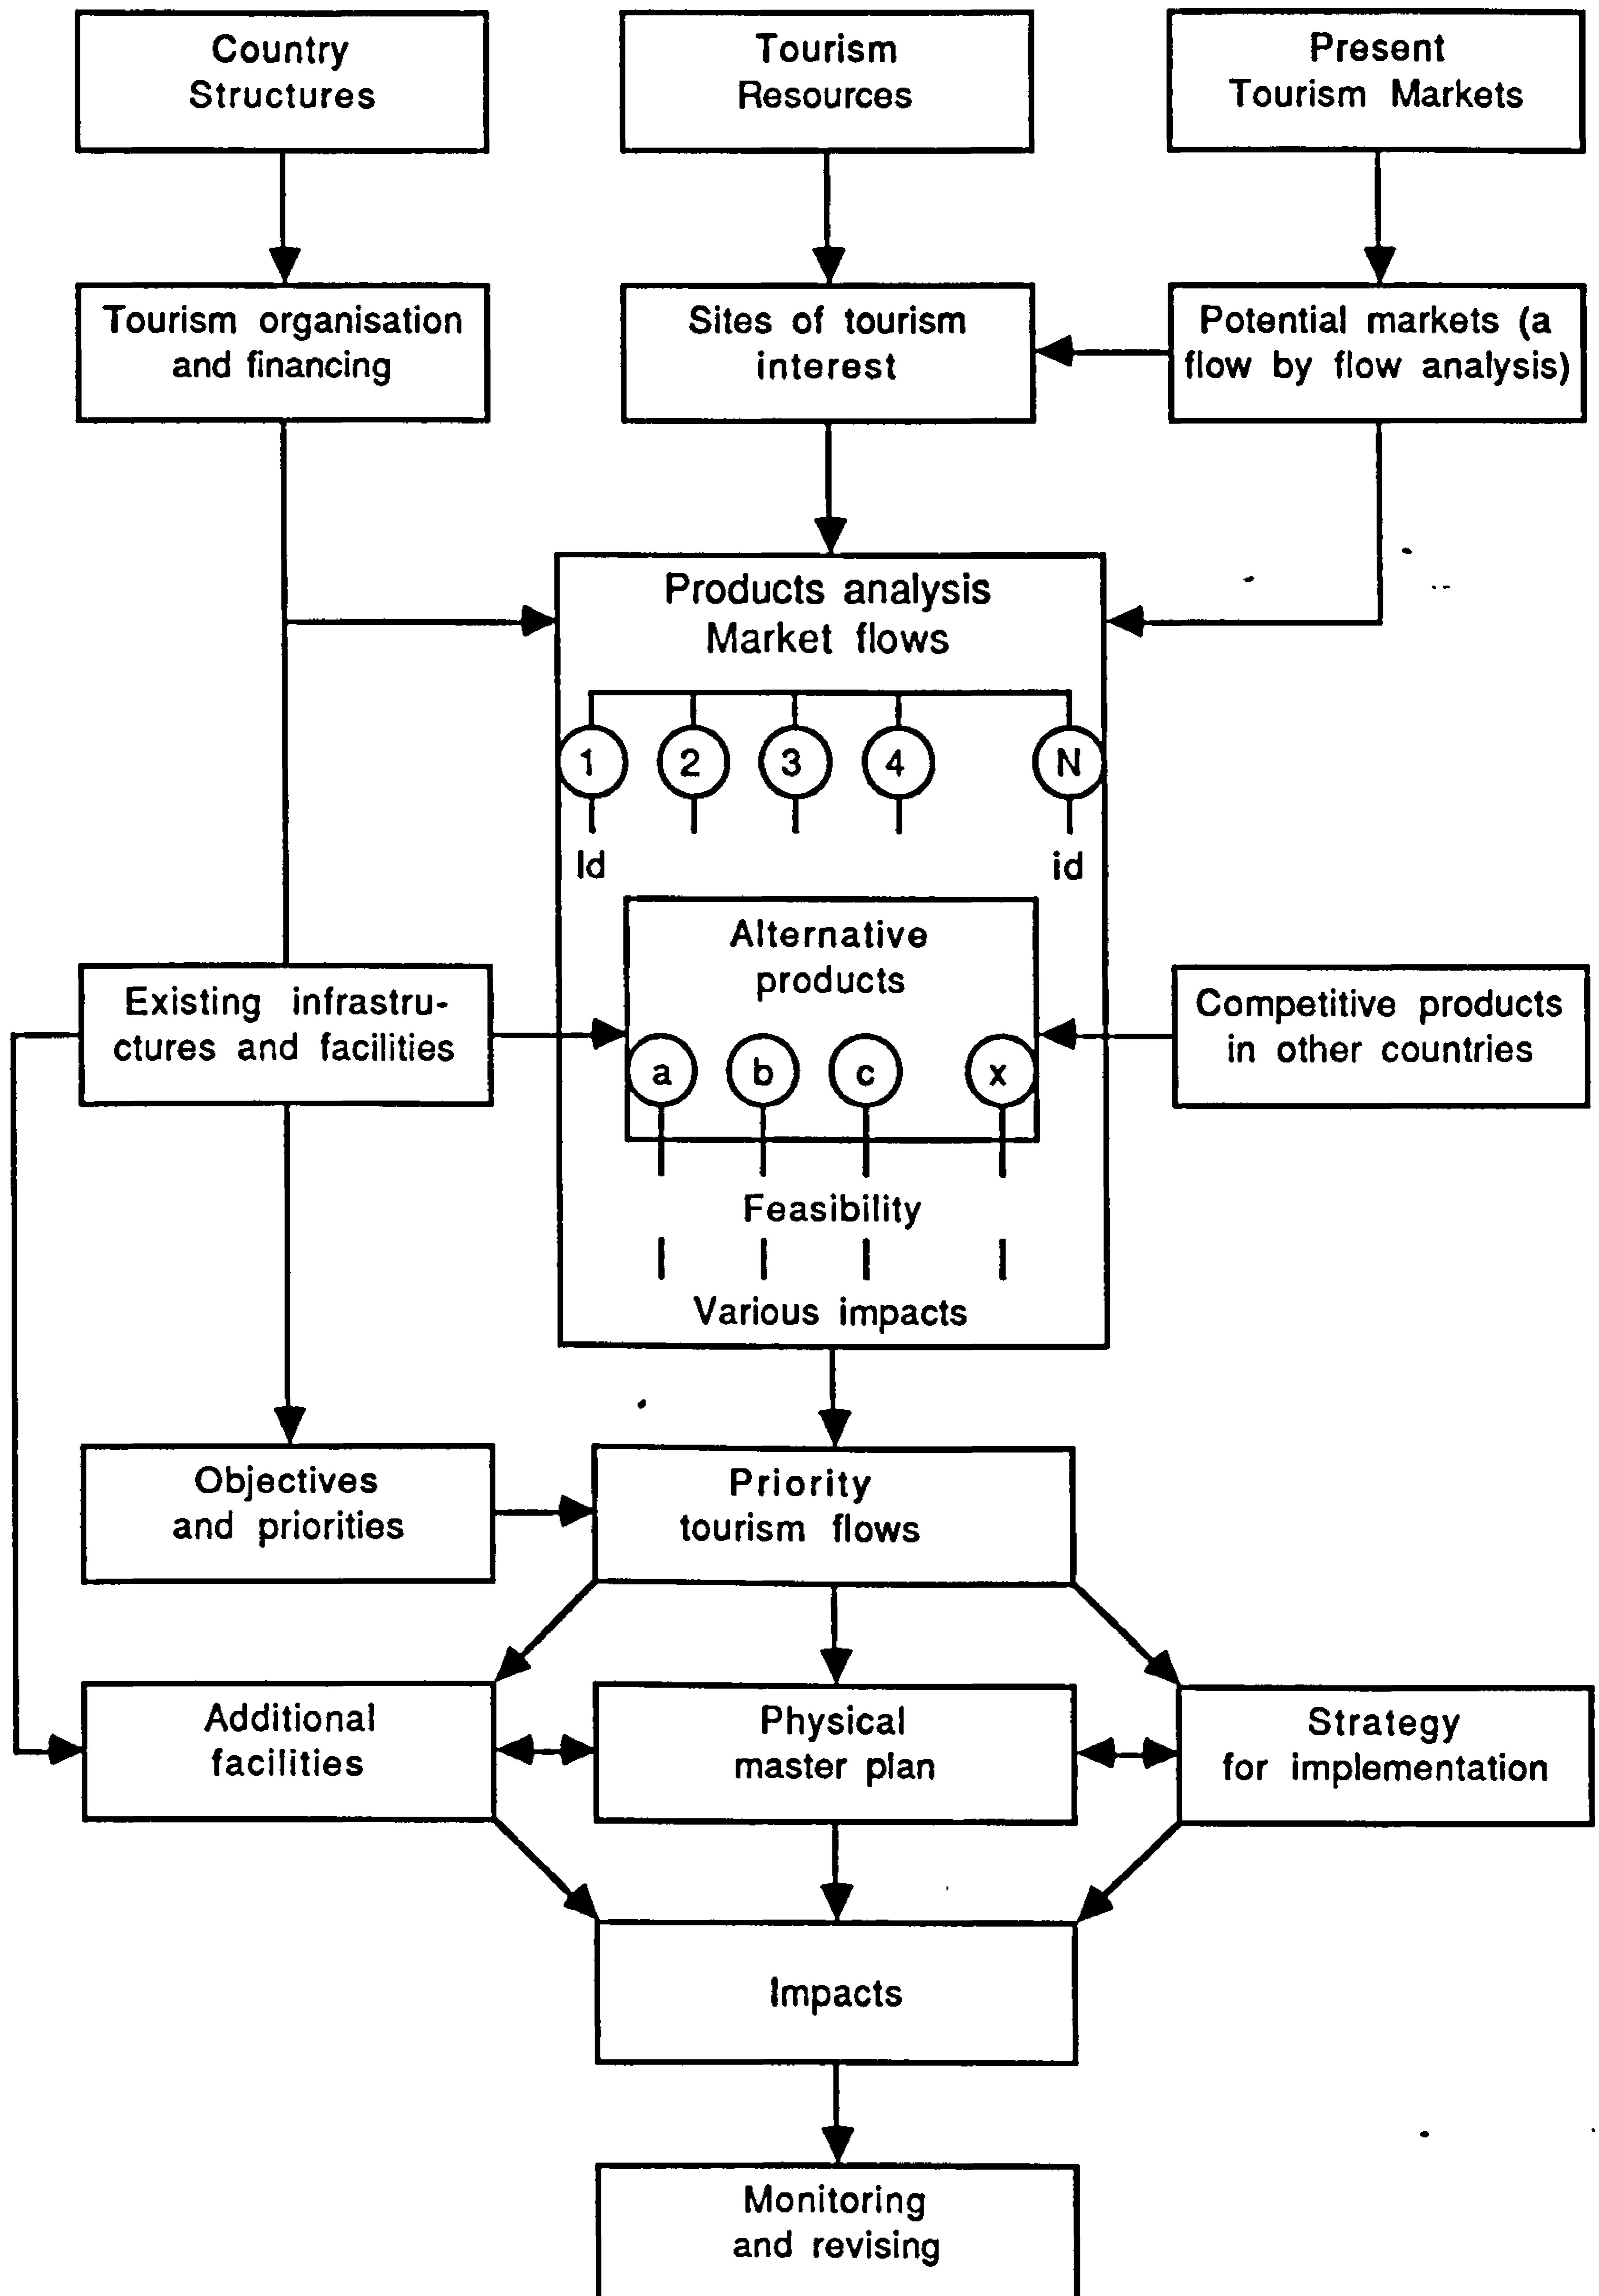 Country
Structures
Tourism
Resources
Present
Tourism Markets
Tourism organisation
and financing
Sites of tourism
interest
Potential markets (a
flow by flow analysis)
Products analysis
Market flows
1 2 3 4 N
Id id
Alternative
products
a b c x
Existing infrastru-
ctures and facilities
Competitive products
in other countries
Feasibility
Various impacts
Objectives
and priorities
Priority
tourism flows
Additional
facilities
Physical
master plan
Strategy
for implementation
Impacts
Monitoring
and revising